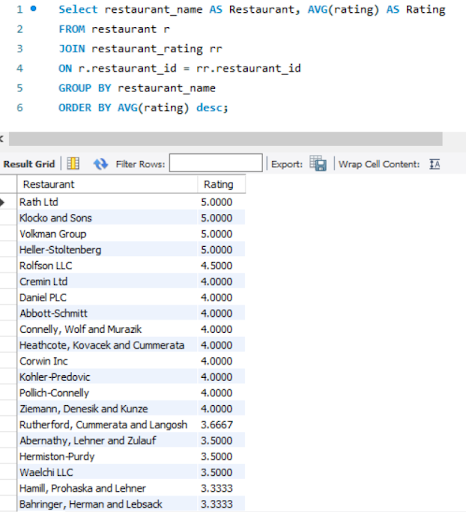 1 Select restaurant_name AS Restaurant, AVG(rating) AS Rating
2 FROM restaurant r
3 JOIN restaurant_rating rr
4 ON r.restaurant_id = rr.restaurant_id
5 GROUP BY restaurant_name
6 ORDER BY AVG(rating) desc;
Result Grid Filter Rows: Export: Wrap Cell Content: IA
Restaurant Rating
Rath Ltd 5.0000
Klocko and Sons 5.0000
Volkman Group 5.0000
Heller-Stoltenberg 5.0000
Rolfson LLC 4.5000
Cremin Ltd 4.0000
Daniel PLC 4.0000
Abbott-Schmitt 4.0000
Connelly, Wolf and Murazik 4.0000
Heathcote, Kovacek and Cummerata 4.0000
Corwin Inc 4.0000
Kohler-Predovic 4.0000
Pollich-Connelly 4.0000
Ziemann, Denesik and Kunze 4.0000
Rutherford, Cummerata and Langosh 3.6667
Abernathy, Lehner and Zulauf 3.5000
Hermiston-Purdy 3.5000
Waelchi LLC 3.5000
Hamill, Prohaska and Lehner 3.3333
Bahringer, Herman and Lebsack 3.3333